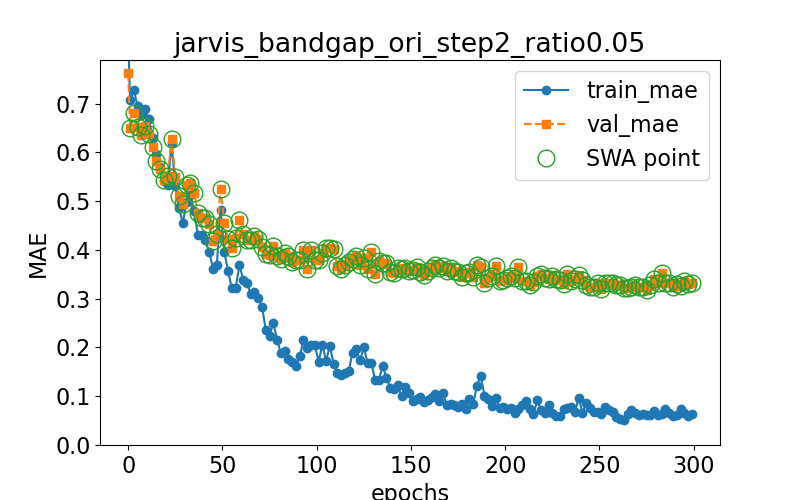 jarvis_bandgap_ori_step2_ratio0.05
train_mae
val_mae
SWA point
MAE
0.7
0.6
0.5
0.4
0.3
0.2
0.1
0.0
0 50 100 150 200 250 300
epochs